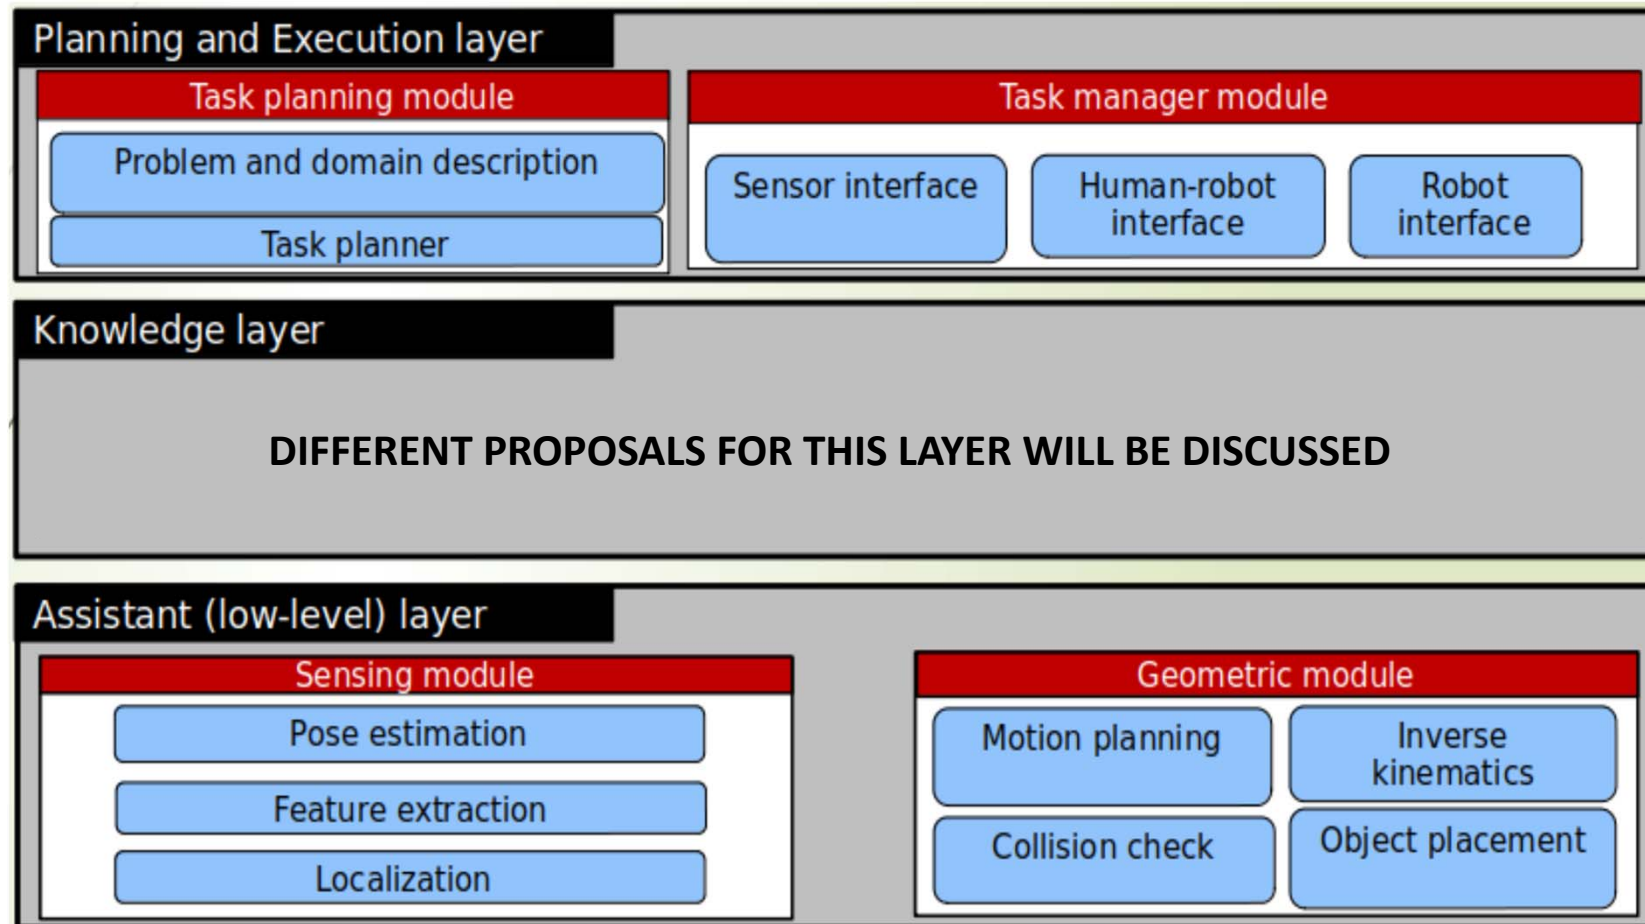 Planning and Execution layer
Task planning module
Problem and domain description
Task planner
Task manager module
Sensor interface
Human-robot
interface
Robot
interface
Knowledge layer
DIFFERENT PROPOSALS FOR THIS LAYER WILL BE DISCUSSED
Assistant (low-level) layer
Sensing module
Pose estimation
Feature extraction
Localization
Geometric module
Motion planning
Inverse
kinematics
Collision check
Object placement